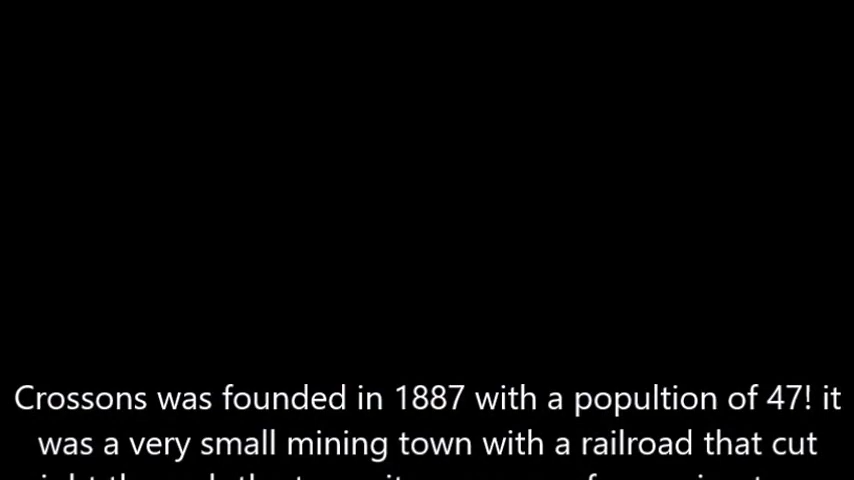 Crossons was founded in 1887 with a popultion of 47! it
was a very small mining town with a railroad that cut